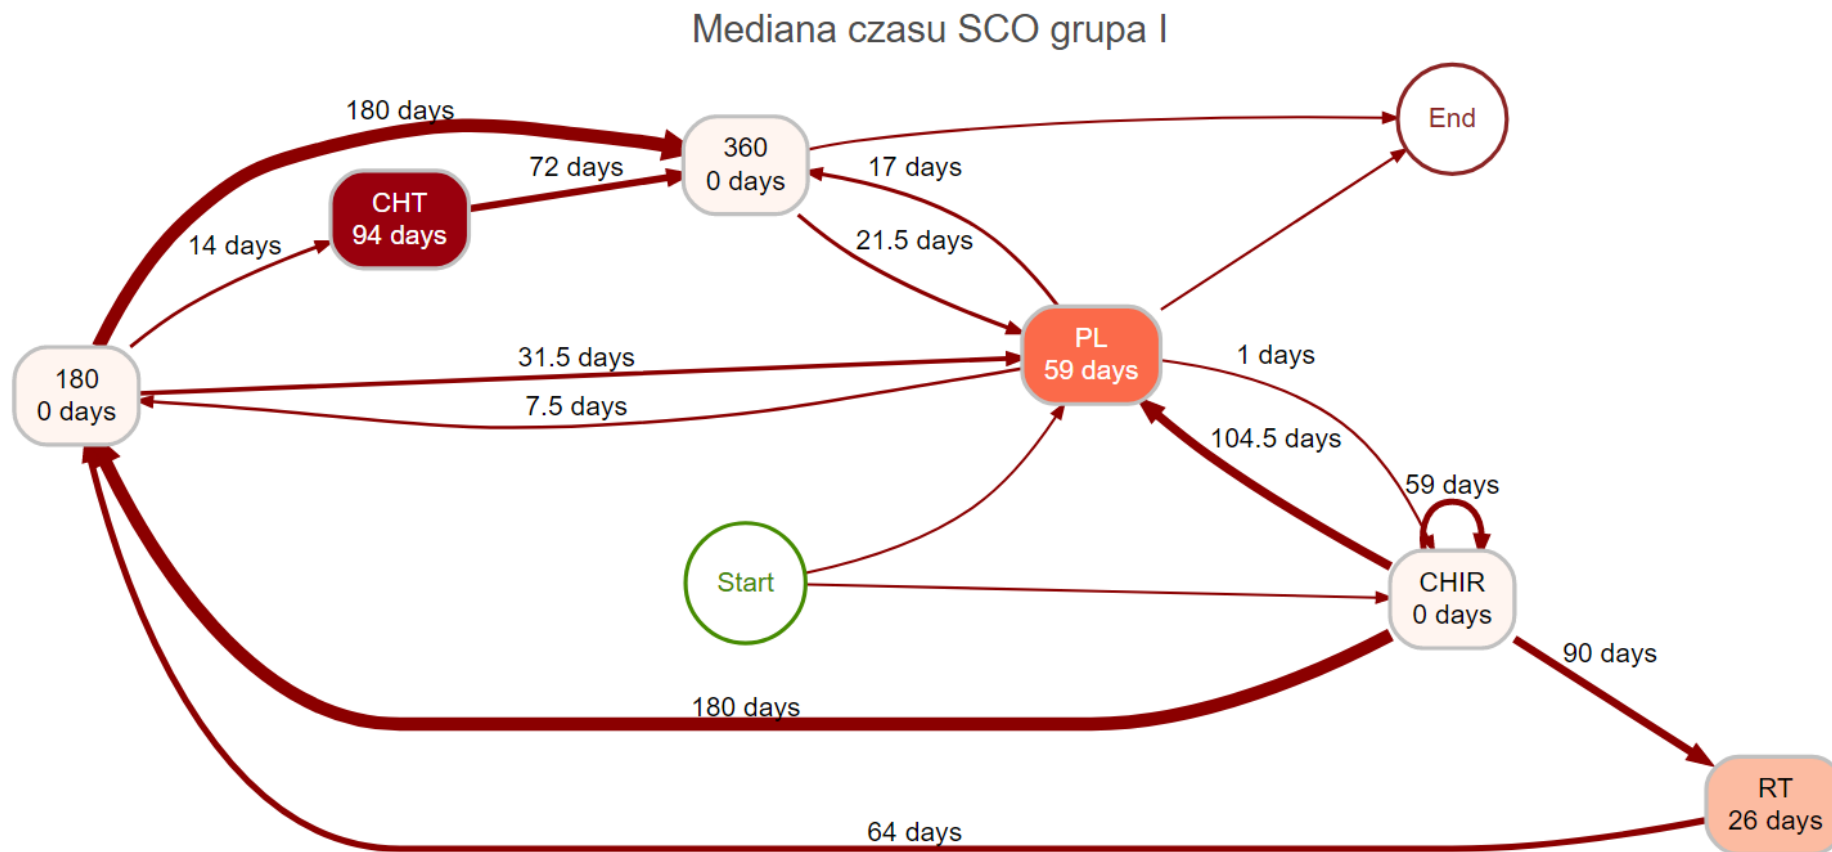 Mediana czasu SCO grupa I
180 days
360
0 days
End
72 days
17 days
CHT
94 days
14 days
21.5 days
180
0 days
31.5 days
7.5 days
PL
59 days
1 days
104.5 days
59 days
Start
CHIR
0 days
90 days
180 days
RT
26 days
64 days